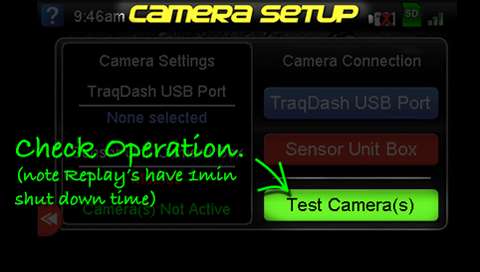 ?
9:46am
CAMERA SETUP
SD
Camera Settings
TraqDash USB Port
None selected
Camera(s) Not Active
Camera Connection
TraqDash USB Port
Sensor Unit Box
Test Camera(s)
Check Operation.
(note Replay's have 1min
shut down time)